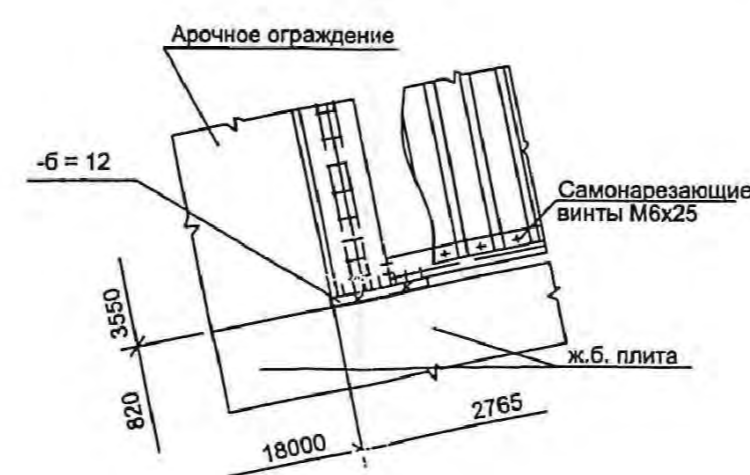 Арочное ограждение
-б = 12
Самонарезающие
винты М6х25
3550
820
ж.б. плита
2765
18000